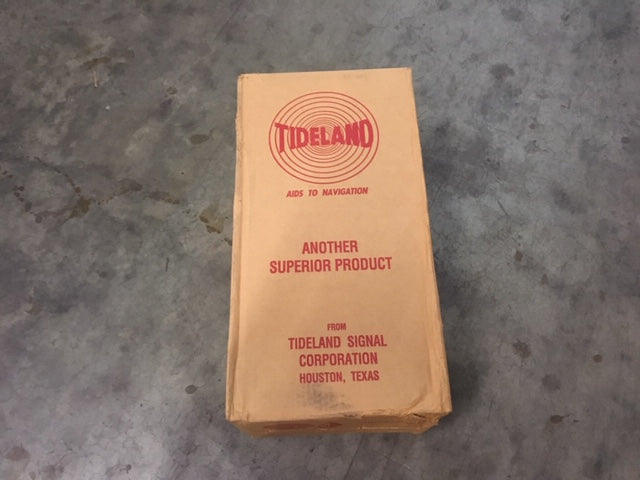 TIDELAND
AIDS TO NAVIGATION
ANOTHER
SUPERIOR PRODUCT
FROM
TIDELAND SIGNAL
CORPORATION
HOUSTON, TEXAS